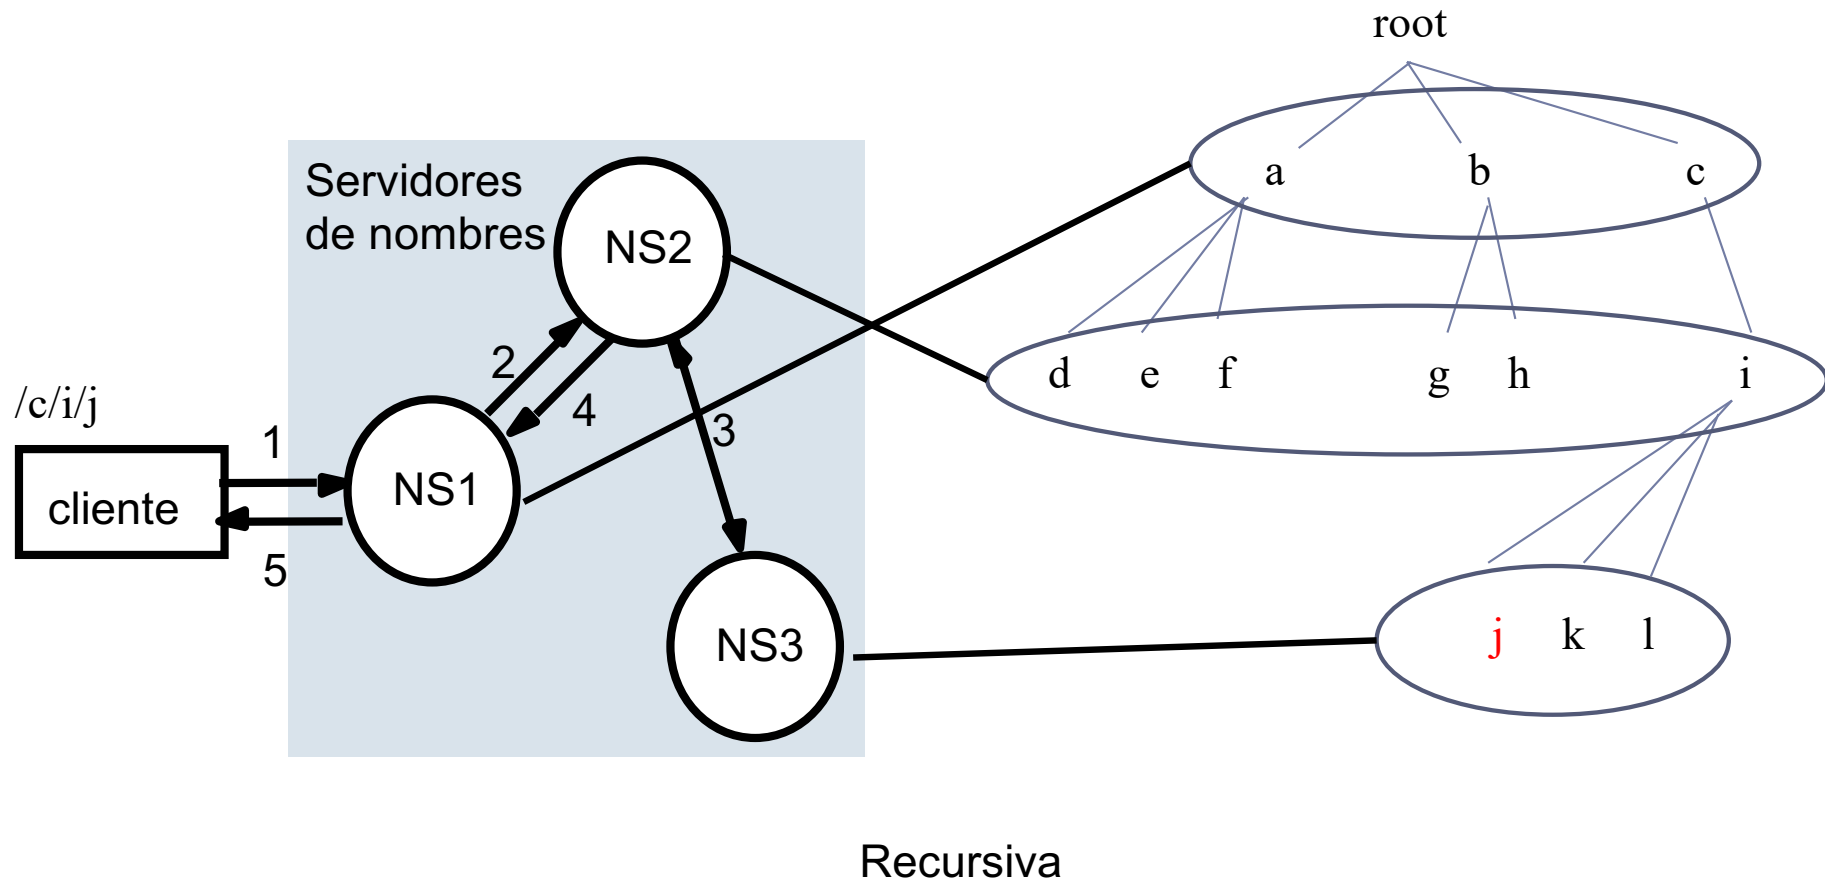 root
Servidores
de nombres
NS2
a b c
2
4
3
d e f g h i
/c/i/j
1
cliente
NS1
5
NS3
j k l
Recursiva